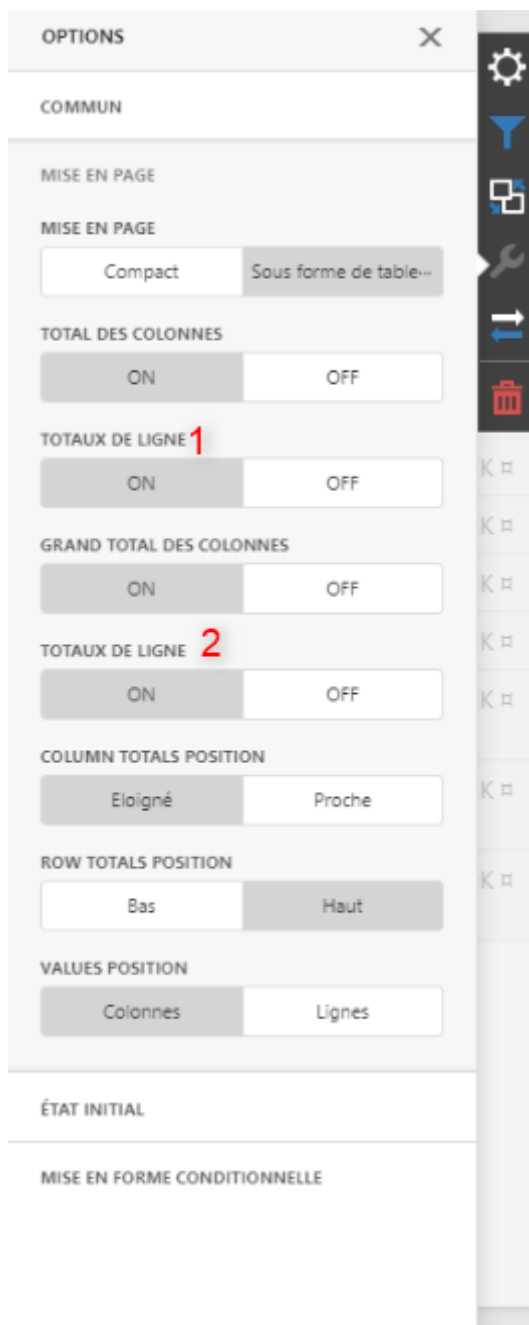 OPTIONS
COMMUN
MISE EN PAGE
MISE EN PAGE
Compact Sous forme de table...
TOTAL DES COLONNES
ON OFF
TOTAUX DE LIGNE 1
ON OFF
GRAND TOTAL DES COLONNES
ON OFF
TOTAUX DE LIGNE 2
ON OFF
COLUMN TOTALS POSITION
Eloigné Proche
ROW TOTALS POSITION
Bas Haut
VALUES POSITION
Colonnes Lignes
ÉTAT INITIAL
MISE EN FORME CONDITIONNELLE
K ¤
K ¤
K ¤
K ¤
K ¤
K ¤
K ¤